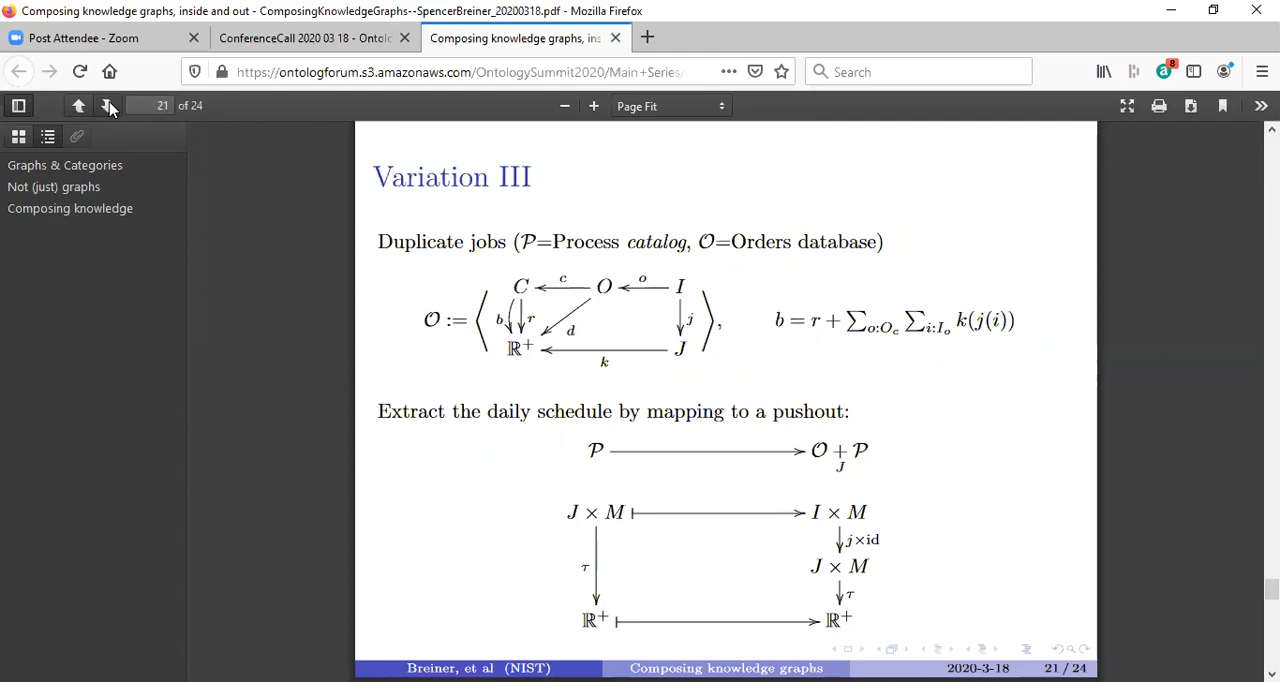 Composing knowledge graphs, inside and out - ComposingKnowledgeGraphs--SpencerBreiner_20200318.pdf - Mozilla Firefox
Post Attendee - Zoom
ConferenceCall 2020 03 18 - Ontolo
Composing knowledge graphs, ins
https://ontologforum.s3.amazonaws.com/OntologySummit2020/Main+Series/
Search
8
21 of 24
Page Fit
Graphs & Categories
Not (just) graphs
Composing knowledge
Variation III
Duplicate jobs (𝒫=Process catalog, 𝒪=Orders database)
C c O o I
𝒪 := ⟨ b r d j ⟩, b = r + ∑o:Oc ∑i:Io k(j(i))
ℝ+ J
k
Extract the daily schedule by mapping to a pushout:
𝒫 𝒪 + 𝒫
J
J × M I × M
j×id
τ J × M
τ
ℝ+ ℝ+
Breiner, et al (NIST) Composing knowledge graphs 2020-3-18 21 / 24